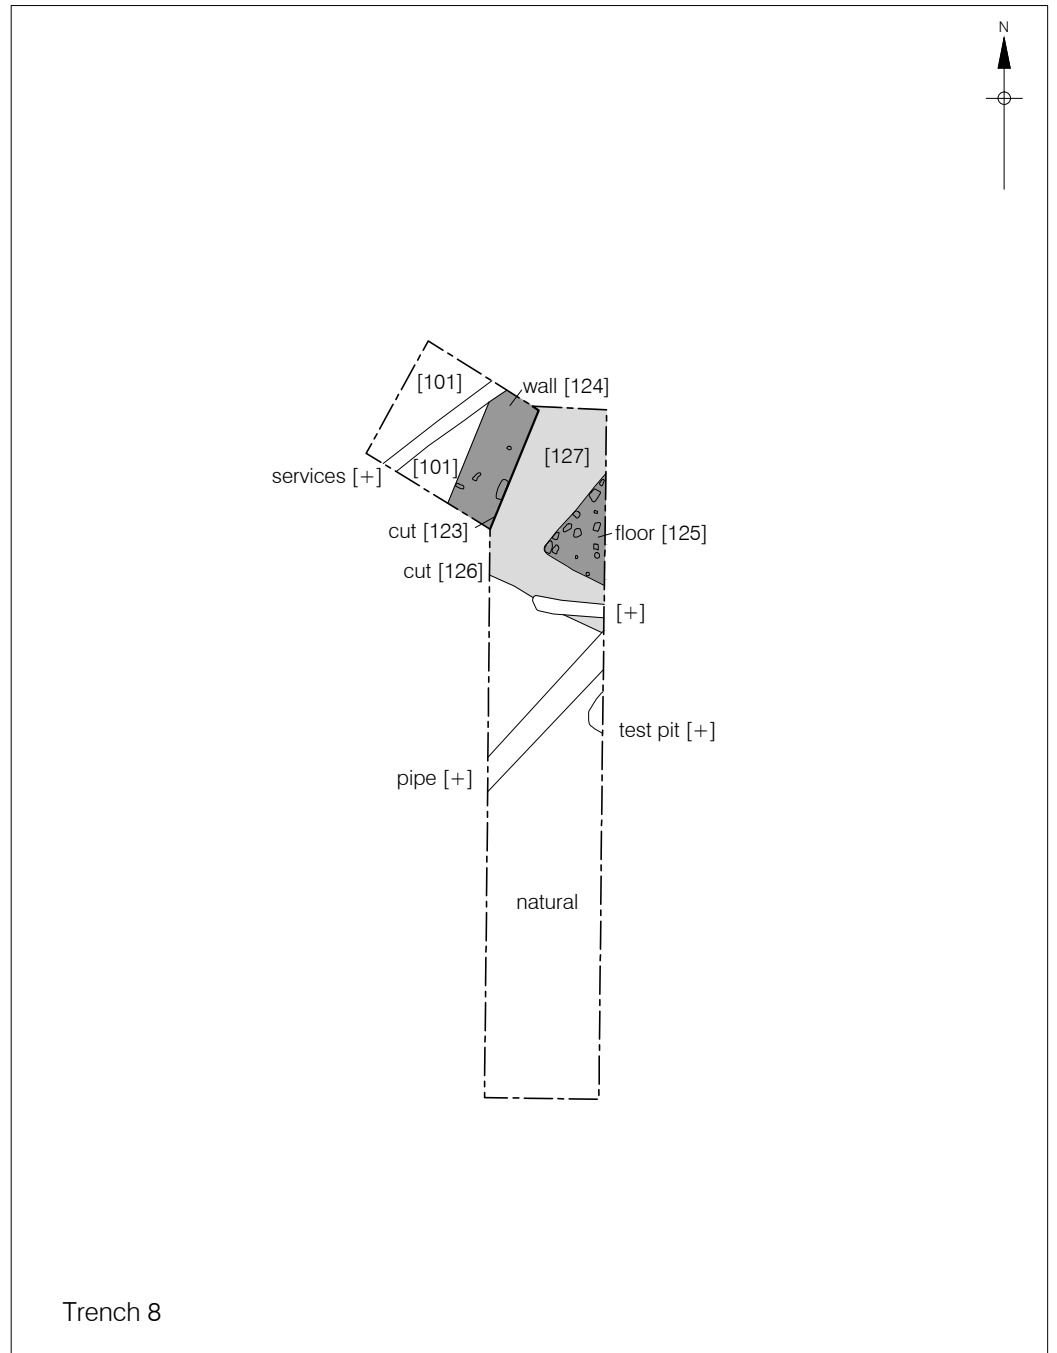 N
[101]
wall [124]
[127]
[101]
services [+]
cut [123]
floor [125]
cut [126]
[+]
test pit [+]
pipe [+]
natural
Trench 8